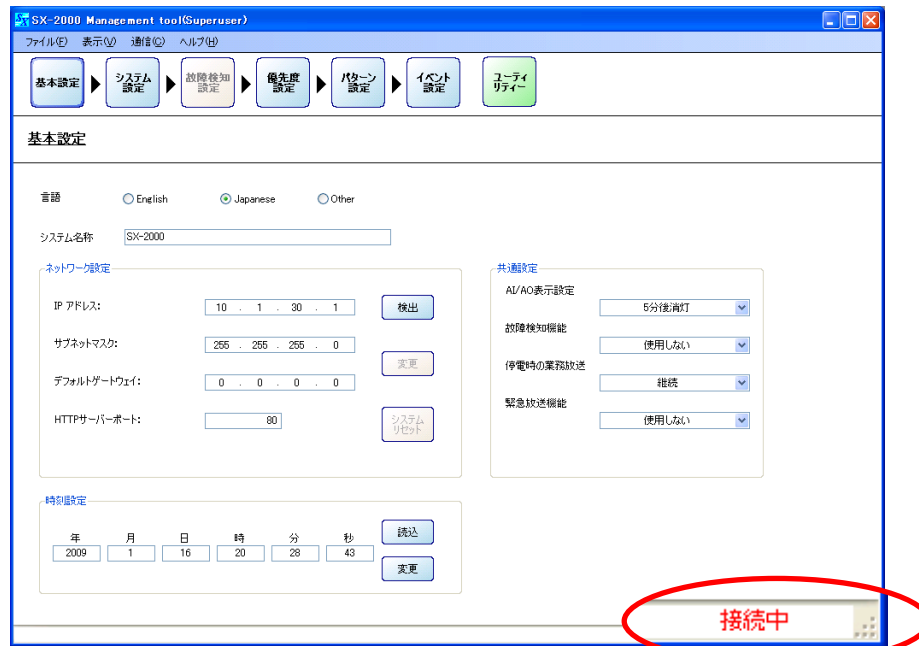 SX-2000 Management tool(Superuser)
ファイル(F) 表示(V) 通信(C) ヘルプ(H)
基本設定 システム設定 故障検知設定 優先度設定 パターン設定 イベント設定 ユーティリティー
基本設定
言語 English Japanese Other
システム名称 SX-2000
ネットワーク設定
IP アドレス: 10 . 1 . 30 . 1 検出
サブネットマスク: 255 . 255 . 255 . 0
変更
デフォルトゲートウェイ: 0 . 0 . 0 . 0
HTTPサーバーポート: 80 システムリセット
共通設定
AI/AO表示設定
5分後消灯
故障検知機能
使用しない
停電時の業務放送
継続
緊急放送機能
使用しない
時刻設定
年 月 日 時 分 秒 読込
2009 1 16 20 28 43
変更
接続中